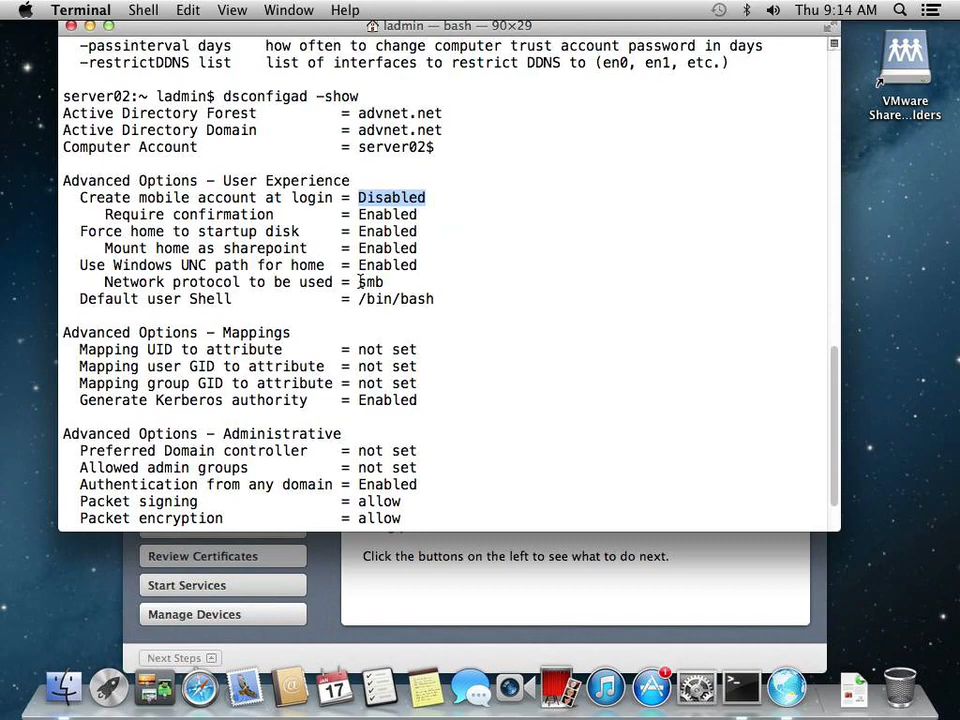 Terminal Shell Edit View Window Help Thu 9:14 AM
ladmin — bash — 90×29
-passinterval days how often to change computer trust account password in days
-restrictDDNS list list of interfaces to restrict DDNS to (en0, en1, etc.)
server02:~ ladmin$ dsconfigad -show
Active Directory Forest = advnet.net
Active Directory Domain = advnet.net
Computer Account = server02$
Advanced Options - User Experience
Create mobile account at login = Disabled
Require confirmation = Enabled
Force home to startup disk = Enabled
Mount home as sharepoint = Enabled
Use Windows UNC path for home = Enabled
Network protocol to be used = smb
Default user Shell = /bin/bash
Advanced Options - Mappings
Mapping UID to attribute = not set
Mapping user GID to attribute = not set
Mapping group GID to attribute = not set
Generate Kerberos authority = Enabled
Advanced Options - Administrative
Preferred Domain controller = not set
Allowed admin groups = not set
Authentication from any domain = Enabled
Packet signing = allow
Packet encryption = allow
VMware
Share...lders
Review Certificates
Click the buttons on the left to see what to do next.
Start Services
Manage Devices
Next Steps
17
1